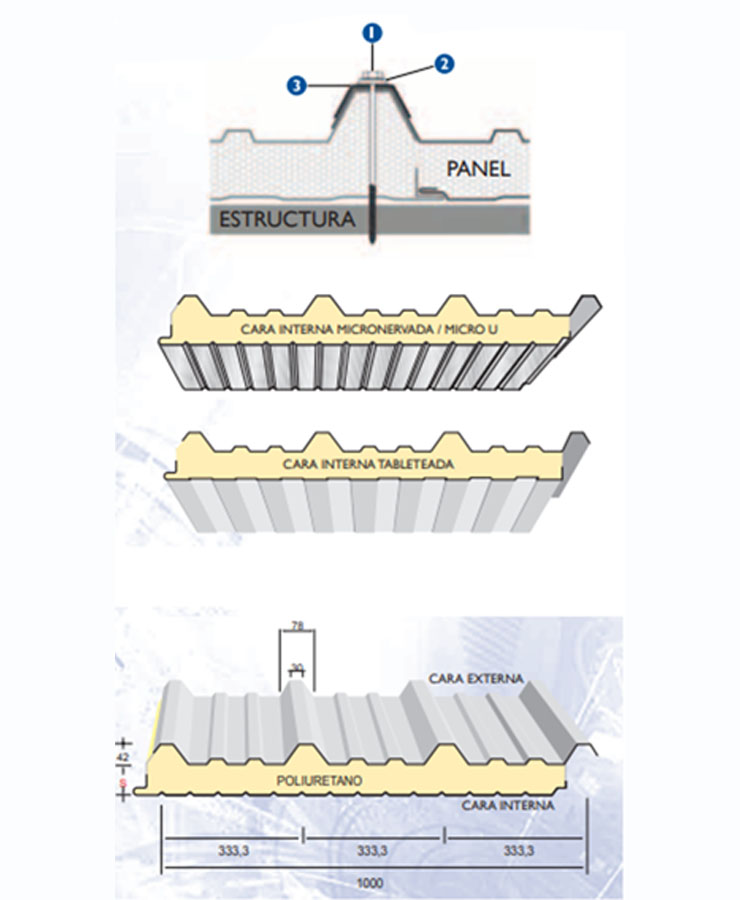 1
2
3
PANEL
ESTRUCTURA
CARA INTERNA MICRONERVADA / MICRO U
CARA INTERNA TABLETEADA
78
30
CARA EXTERNA
42
S
POLIURETANO
CARA INTERNA
333,3 333,3 333,3
1000